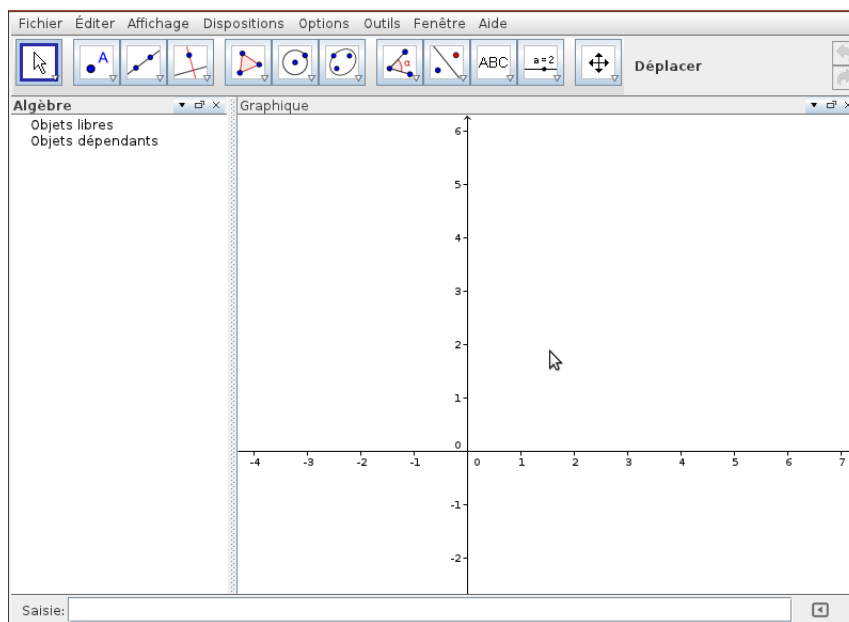 Fichier Éditer Affichage Dispositions Options Outils Fenêtre Aide
A α ABC a=2 Déplacer
Algèbre Graphique
Objets libres
Objets dépendants
6
5
4
3
2
1
0
-4 -3 -2 -1 0 1 2 3 4 5 6 7
-1
-2
Saisie: